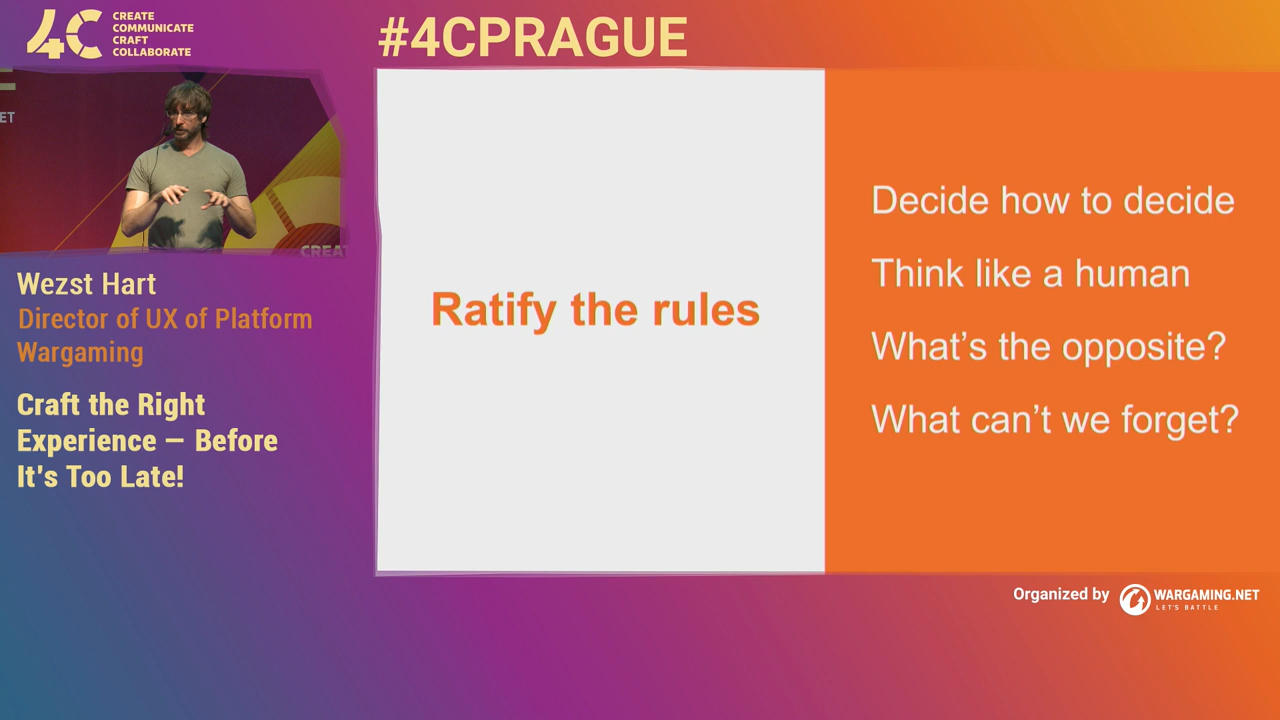 4C
CREATE
COMMUNICATE
CRAFT
COLLABORATE
#4CPRAGUE
ET
CREAT
Wezst Hart
Director of UX of Platform
Wargaming
Craft the Right
Experience — Before
It's Too Late!
Ratify the rules
Decide how to decide
Think like a human
What's the opposite?
What can't we forget?
Organized by
WARGAMING.NET
LET'S BATTLE